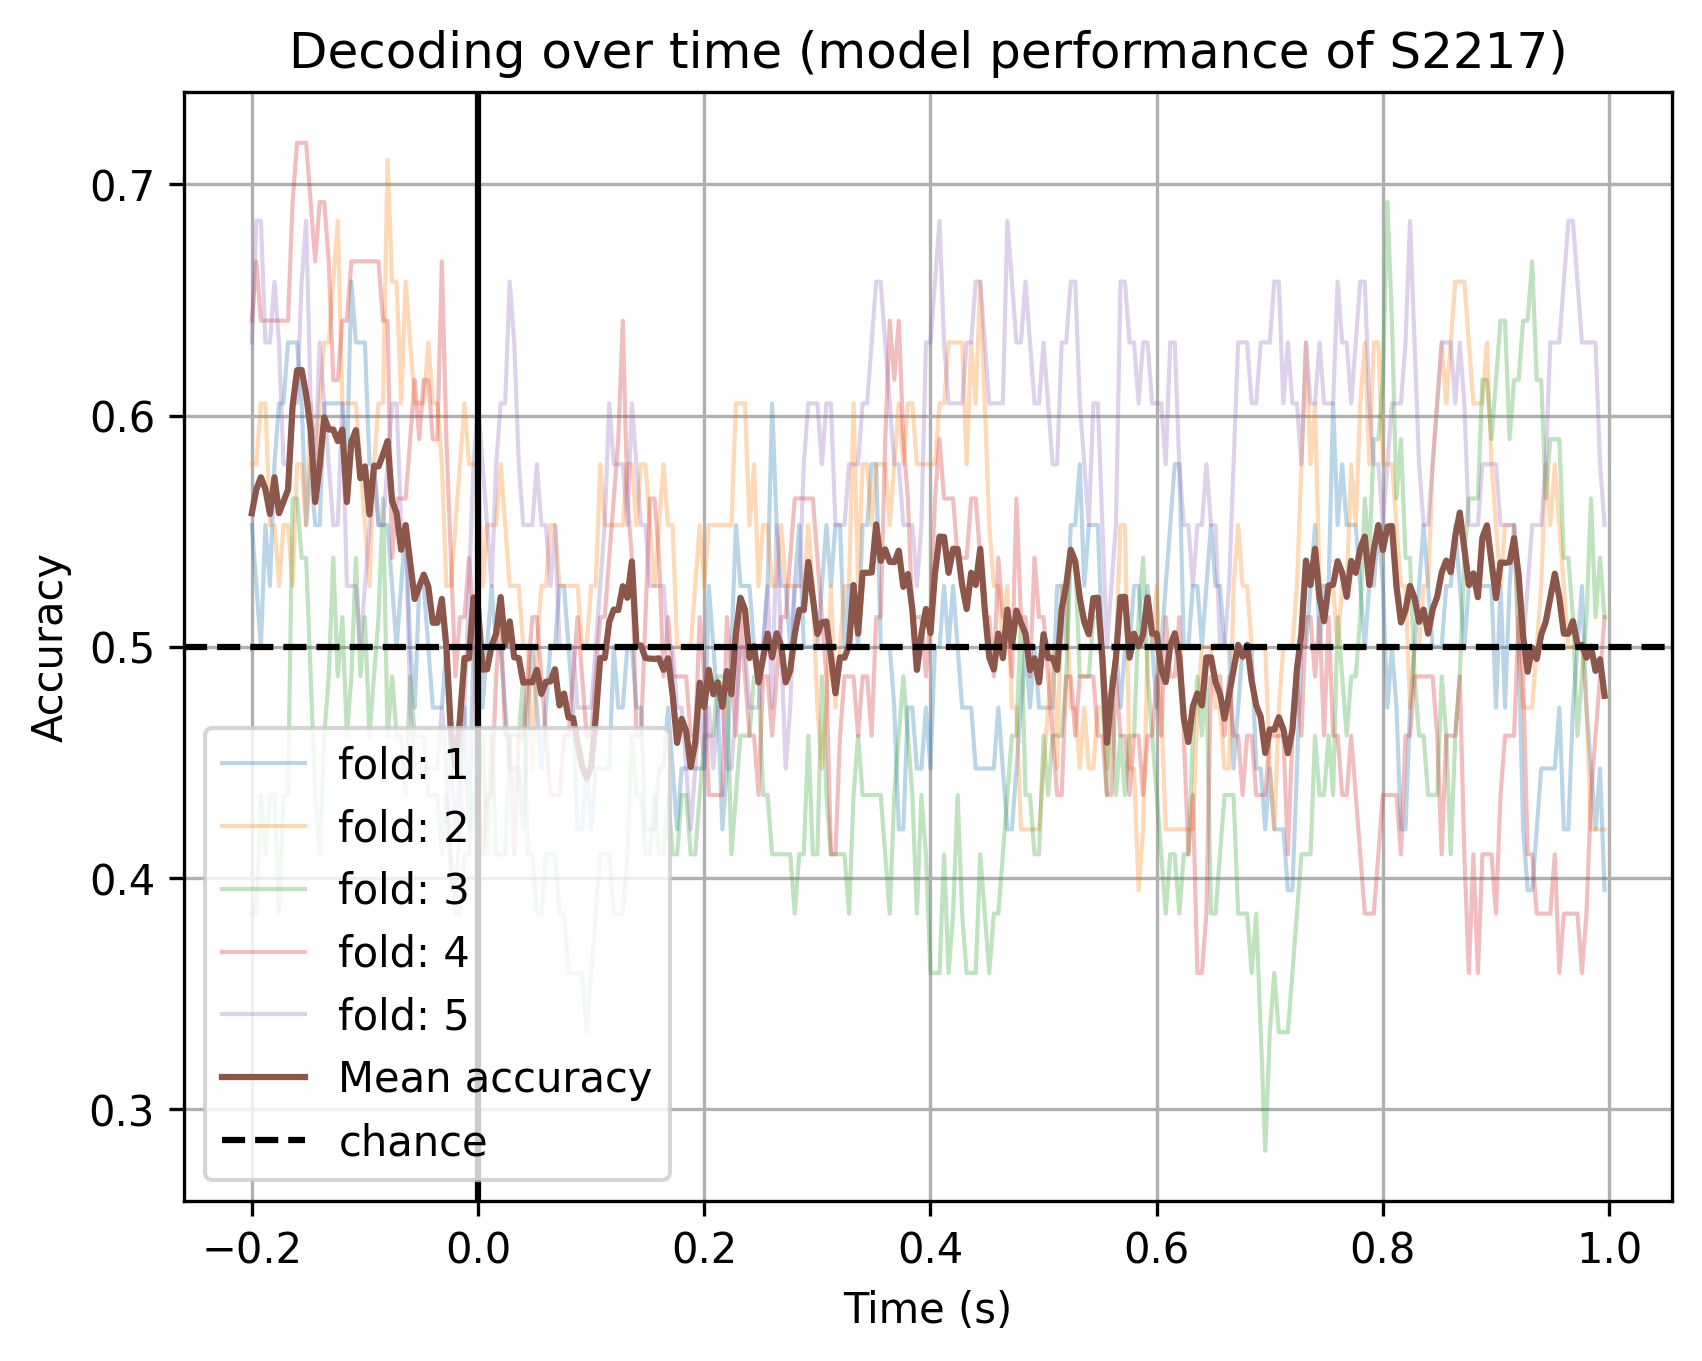 Decoding over time (model performance of S2217)
Accuracy
0.7
0.6
0.5
0.4
0.3
fold: 1
fold: 2
fold: 3
fold: 4
fold: 5
Mean accuracy
chance
−0.2 0.0 0.2 0.4 0.6 0.8 1.0
Time (s)